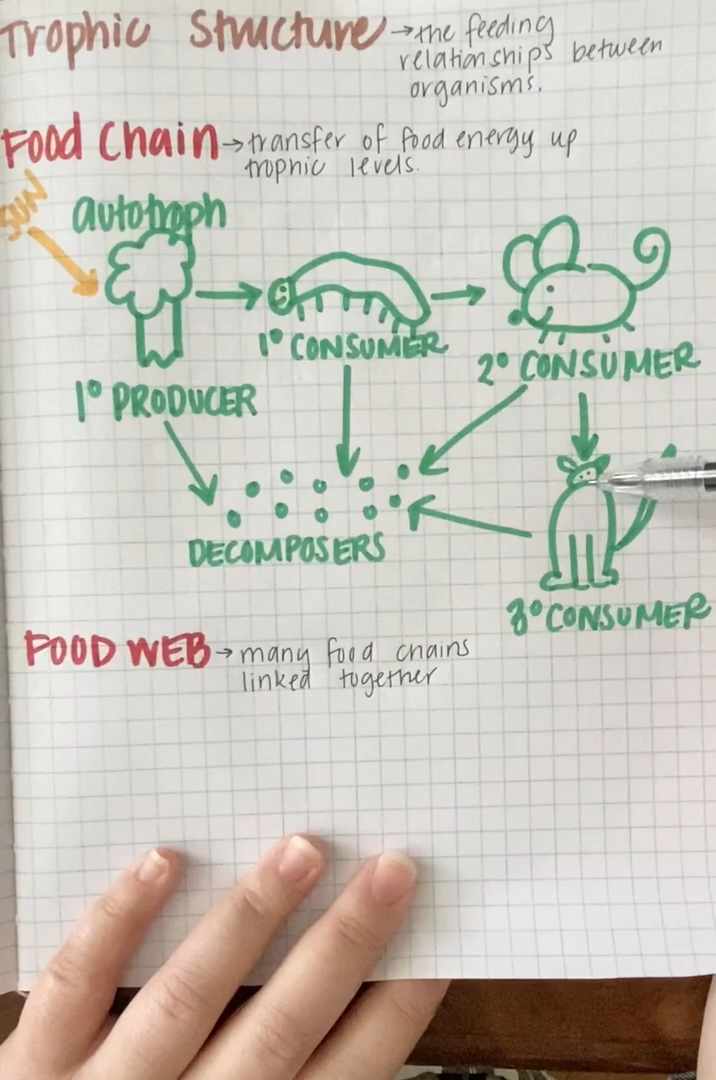 Trophic Structure → the feeding
relationships between
organisms.
Food Chain → transfer of food energy up
trophic levels.
SUN
autotroph
1° CONSUMER
2° CONSUMER
1° PRODUCER
DECOMPOSERS
3° CONSUMER
FOOD WEB → many food chains
linked together